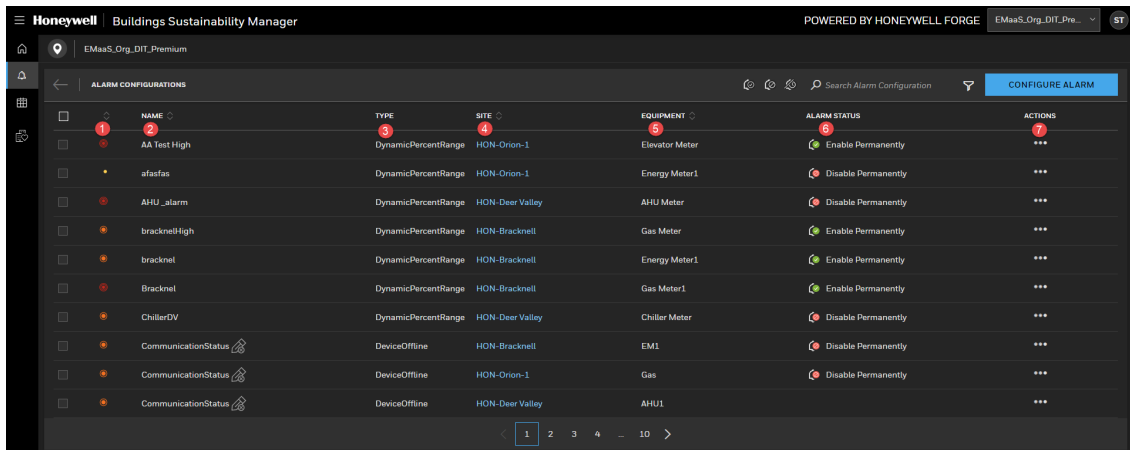 Honeywell | Buildings Sustainability Manager POWERED BY HONEYWELL FORGE EMaaS_Org_DIT_Pre... ST
EMaaS_Org_DIT_Premium
ALARM CONFIGURATIONS Search Alarm Configuration CONFIGURE ALARM
NAME TYPE SITE EQUIPMENT ALARM STATUS ACTIONS
1 2 3 4 5 6 7
AA Test High DynamicPercentRange HON-Orion-1 Elevator Meter Enable Permanently
afasfas DynamicPercentRange HON-Orion-1 Energy Meter1 Disable Permanently
AHU _alarm DynamicPercentRange HON-Deer Valley AHU Meter Disable Permanently
bracknelHigh DynamicPercentRange HON-Bracknell Gas Meter Enable Permanently
bracknel DynamicPercentRange HON-Bracknell Energy Meter1 Enable Permanently
Bracknel DynamicPercentRange HON-Bracknell Gas Meter1 Enable Permanently
ChillerDV DynamicPercentRange HON-Deer Valley Chiller Meter Disable Permanently
CommunicationStatus DeviceOffline HON-Bracknell EM1 Disable Permanently
CommunicationStatus DeviceOffline HON-Orion-1 Gas Disable Permanently
CommunicationStatus DeviceOffline HON-Deer Valley AHU1
1 2 3 4 ... 10